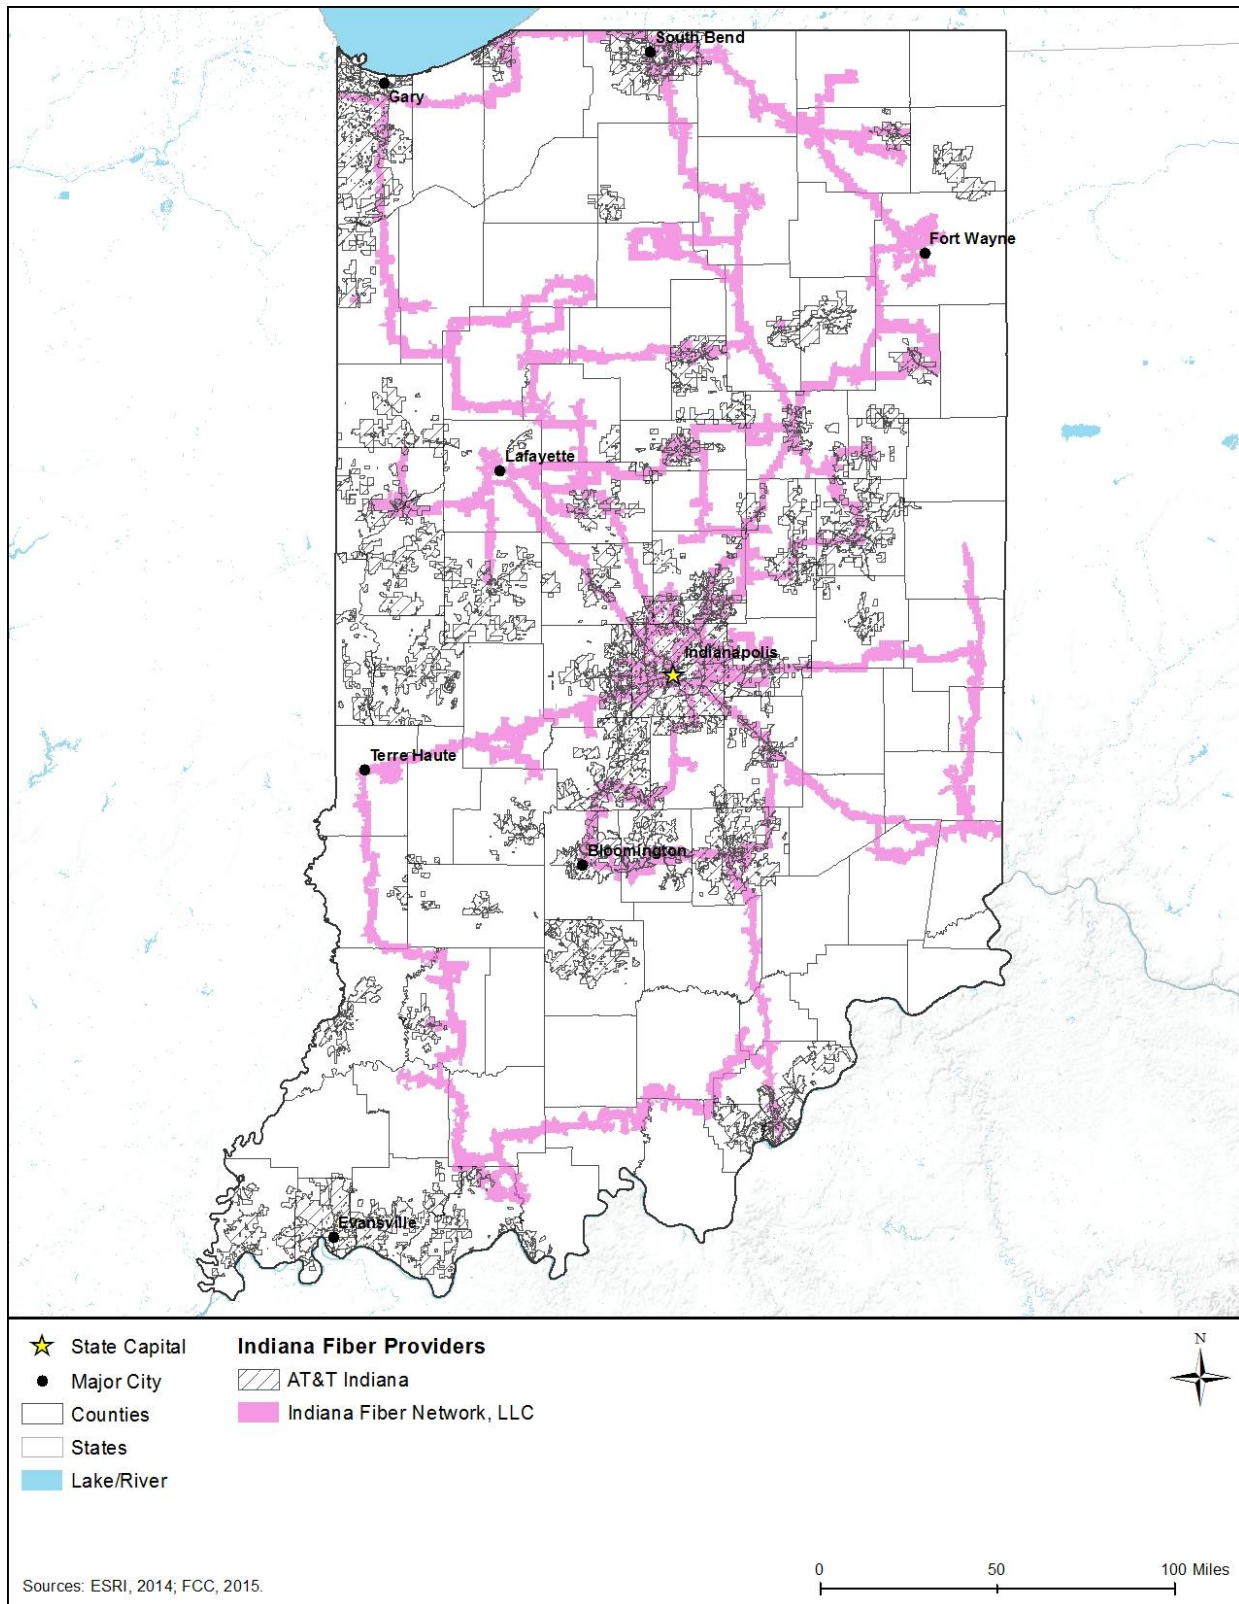 South Bend
Gary
Fort Wayne
Lafayette
Indianapolis
Terre Haute
Bloomington
Evansville
State Capital
Major City
Counties
States
Lake/River
Indiana Fiber Providers
AT&T Indiana
Indiana Fiber Network, LLC
N
Sources: ESRI, 2014; FCC, 2015.
0 50 100 Miles